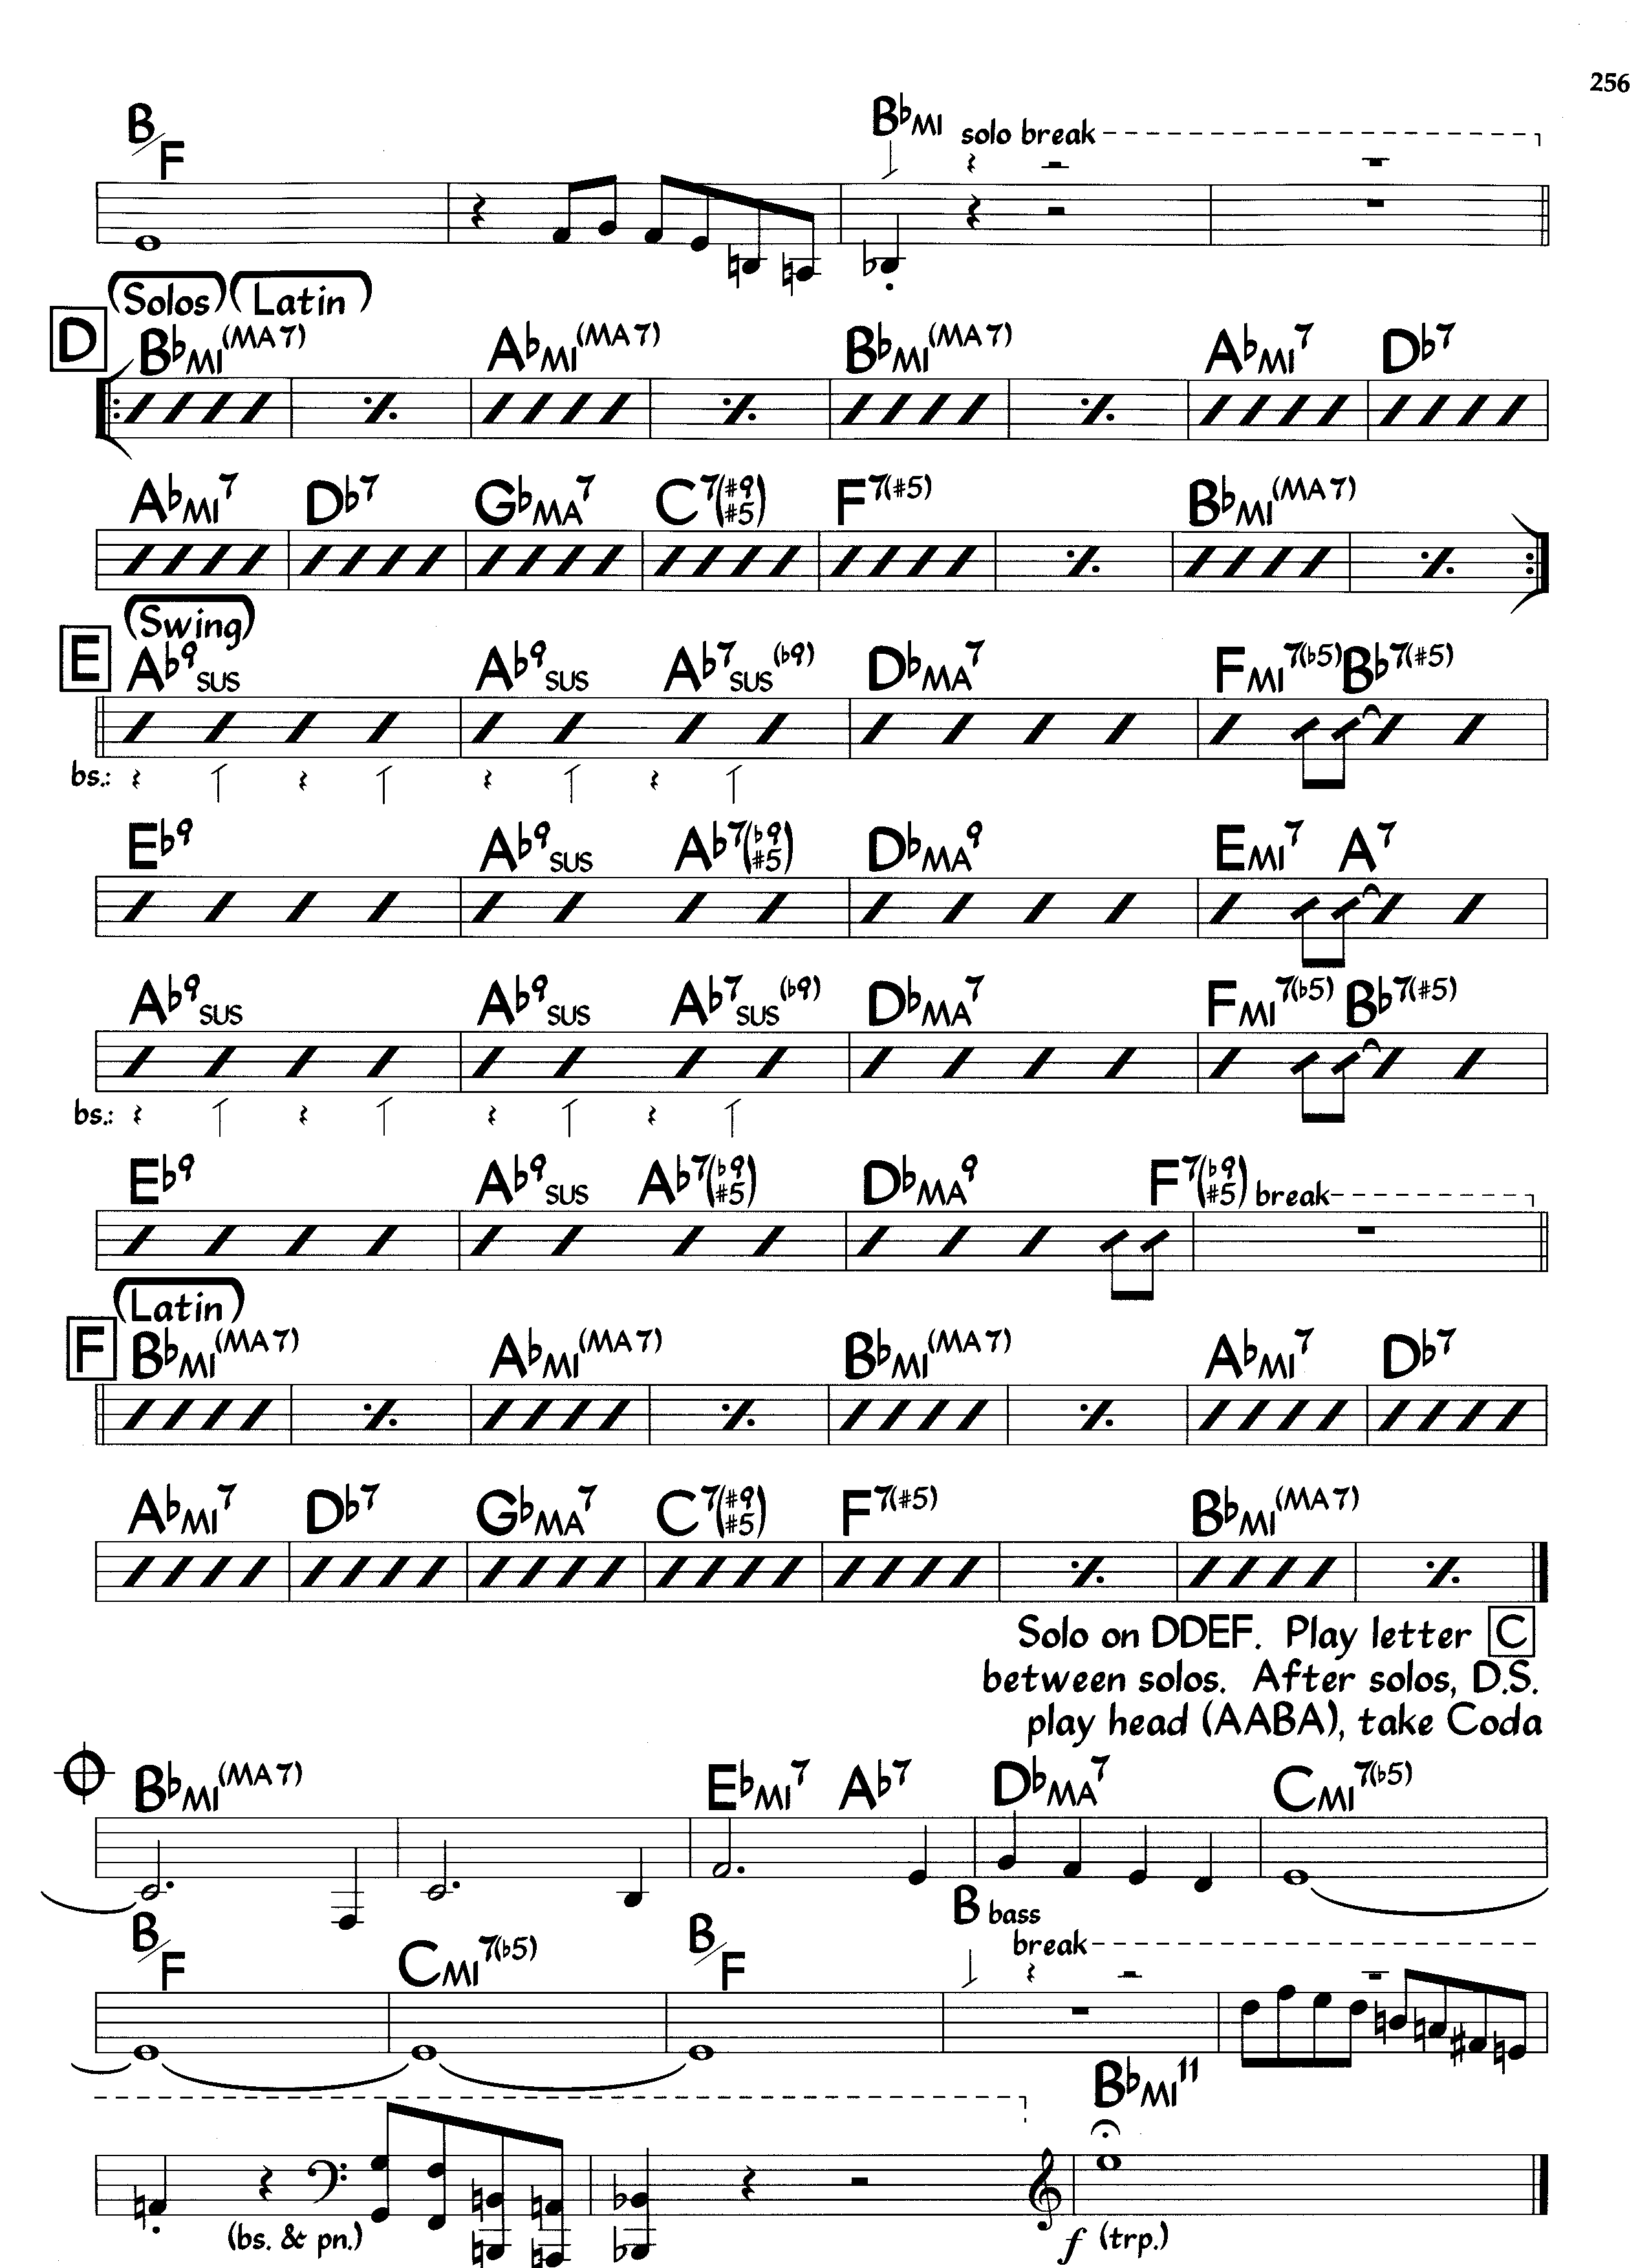 256
B/F B♭MI solo break
(Solos) (Latin)
D B♭MI(MA7) A♭MI(MA7) B♭MI(MA7) A♭MI7 D♭7
A♭MI7 D♭7 G♭MA7 C7(♯9♯5) F7(♯5) B♭MI(MA7)
(Swing)
E A♭9SUS A♭9SUS A♭7SUS(♭9) D♭MA7 FMI7(♭5) B♭7(♯5)
bs.:
E♭9 A♭9SUS A♭7(♭9♯5) D♭MA9 EMI7 A7
A♭9SUS A♭9SUS A♭7SUS(♭9) D♭MA7 FMI7(♭5) B♭7(♯5)
bs.:
E♭9 A♭9SUS A♭7(♭9♯5) D♭MA9 F7(♭9♯5) break
(Latin)
F B♭MI(MA7) A♭MI(MA7) B♭MI(MA7) A♭MI7 D♭7
A♭MI7 D♭7 G♭MA7 C7(♯9♯5) F7(♯5) B♭MI(MA7)
Solo on DDEF. Play letter C
between solos. After solos, D.S.
play head (AABA), take Coda
B♭MI(MA7) E♭MI7 A♭7 D♭MA7 CMI7(♭5)
B/F CMI7(♭5) B/F B bass
break
B♭MI11
(bs. & pn.) f (trp.)